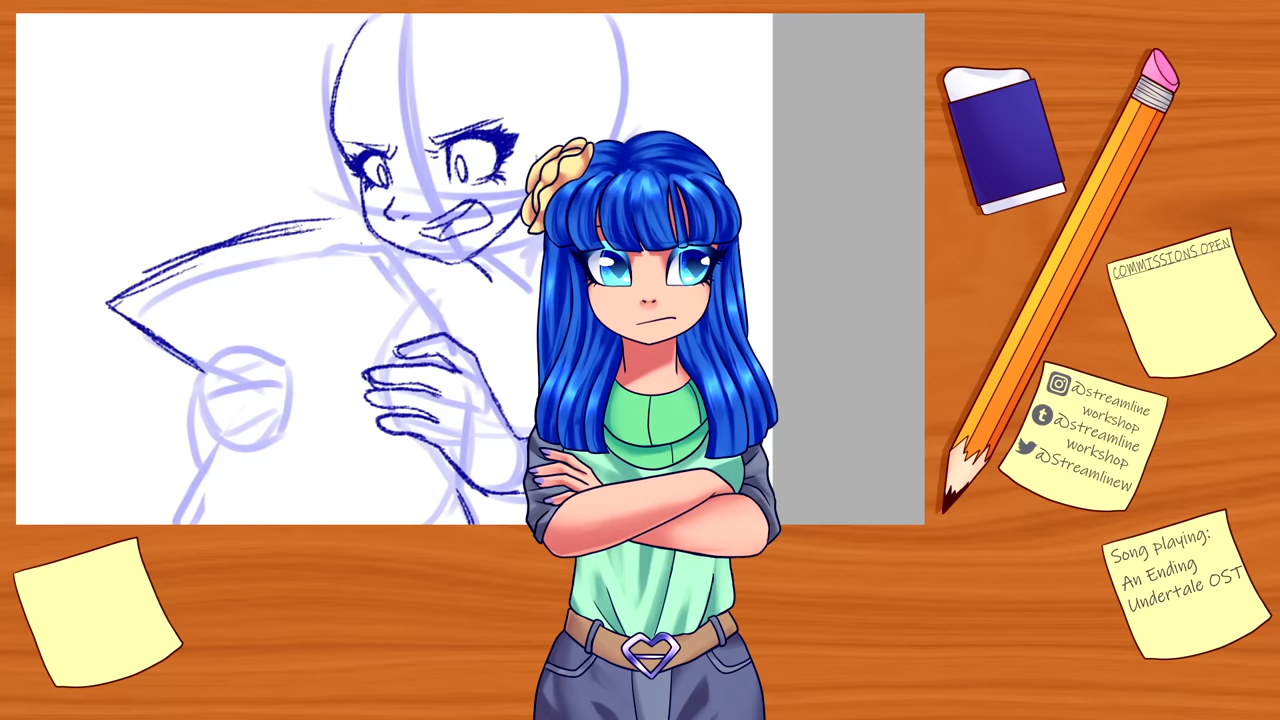 COMMISSIONS OPEN
@streamline
workshop
@streamline
workshop
@Streamlinew
Song playing:
An Ending
Undertale OST